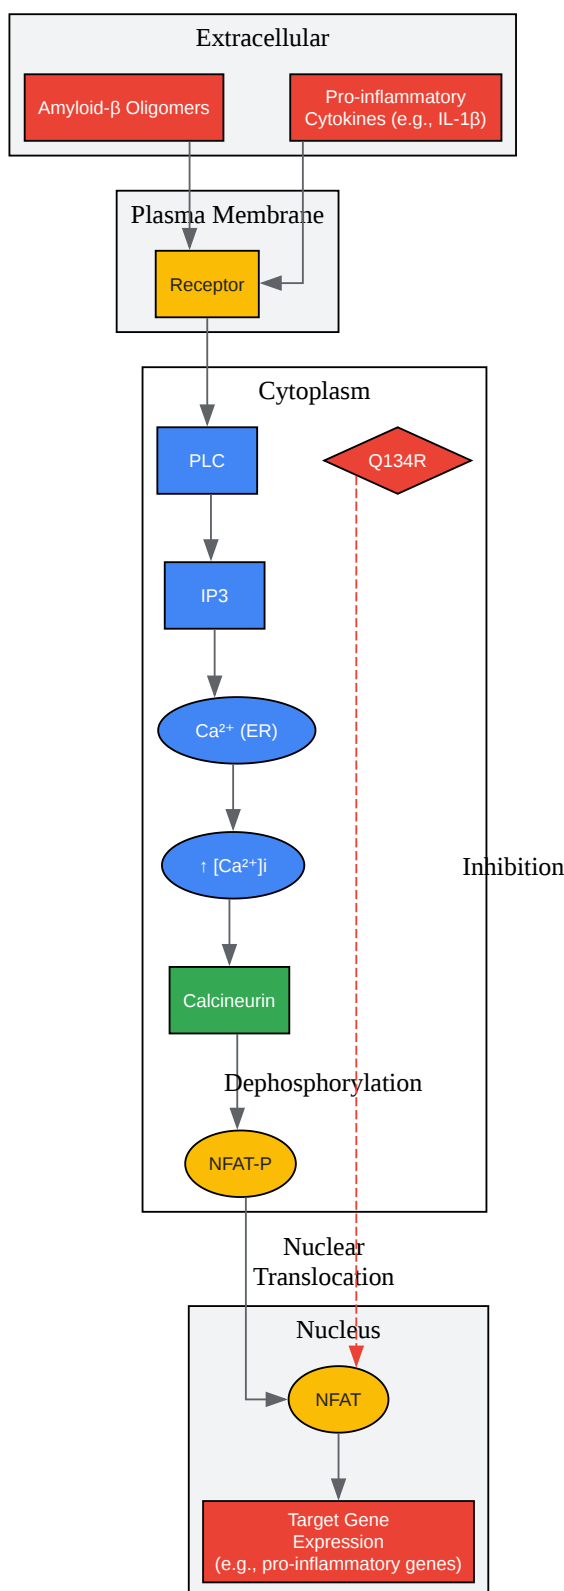 Extracellular
Amyloid-β Oligomers
Pro-inflammatory
Cytokines (e.g., IL-1β)
Plasma Membrane
Receptor
Cytoplasm
PLC
Q134R
IP3
Ca²⁺ (ER)
↑ [Ca²⁺]i
Inhibition
Calcineurin
Dephosphorylation
NFAT-P
Nuclear
Translocation
Nucleus
NFAT
Target Gene
Expression
(e.g., pro-inflammatory genes)